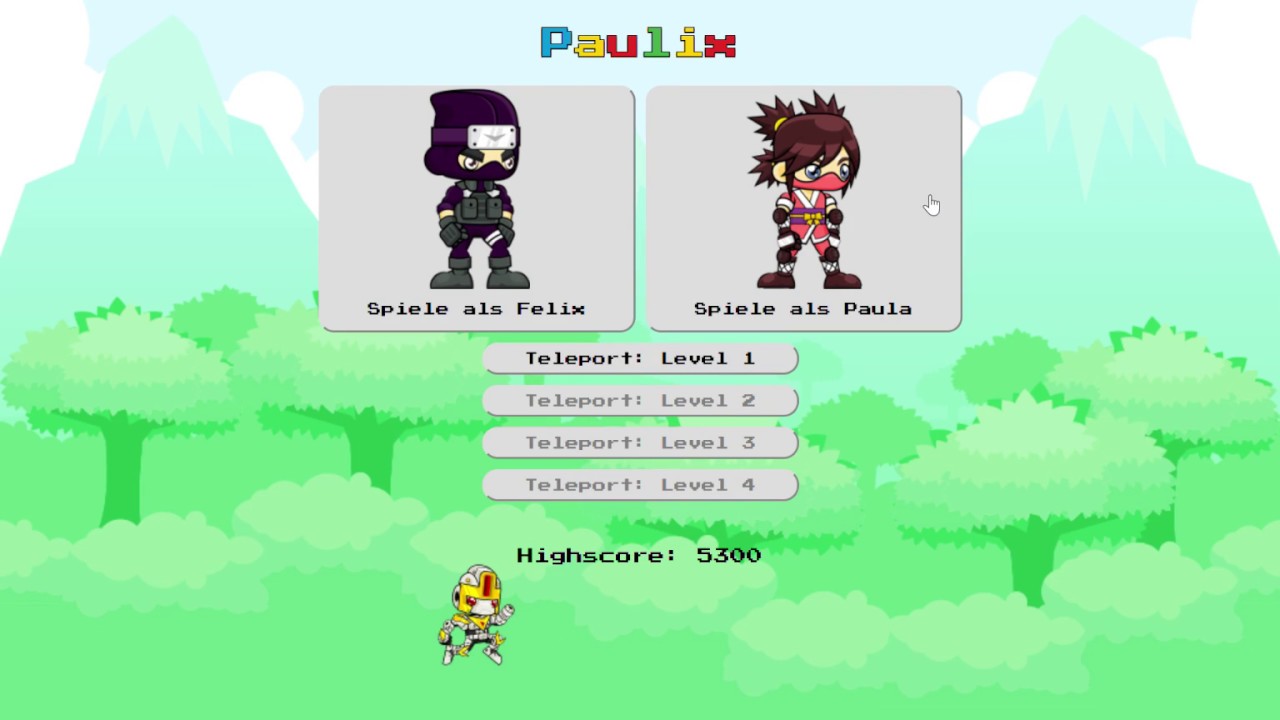 Paulix
Spiele als Felix
Spiele als Paula
Teleport: Level 1
Teleport: Level 2
Teleport: Level 3
Teleport: Level 4
Highscore: 5300